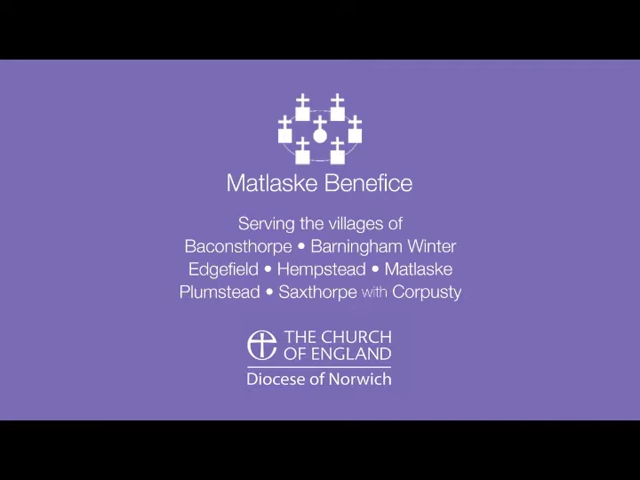 Matlaske Benefice
Serving the villages of
Baconsthorpe • Barningham Winter
Edgefield • Hempstead • Matlaske
Plumstead • Saxthorpe with Corpusty
THE CHURCH
OF ENGLAND
Diocese of Norwich